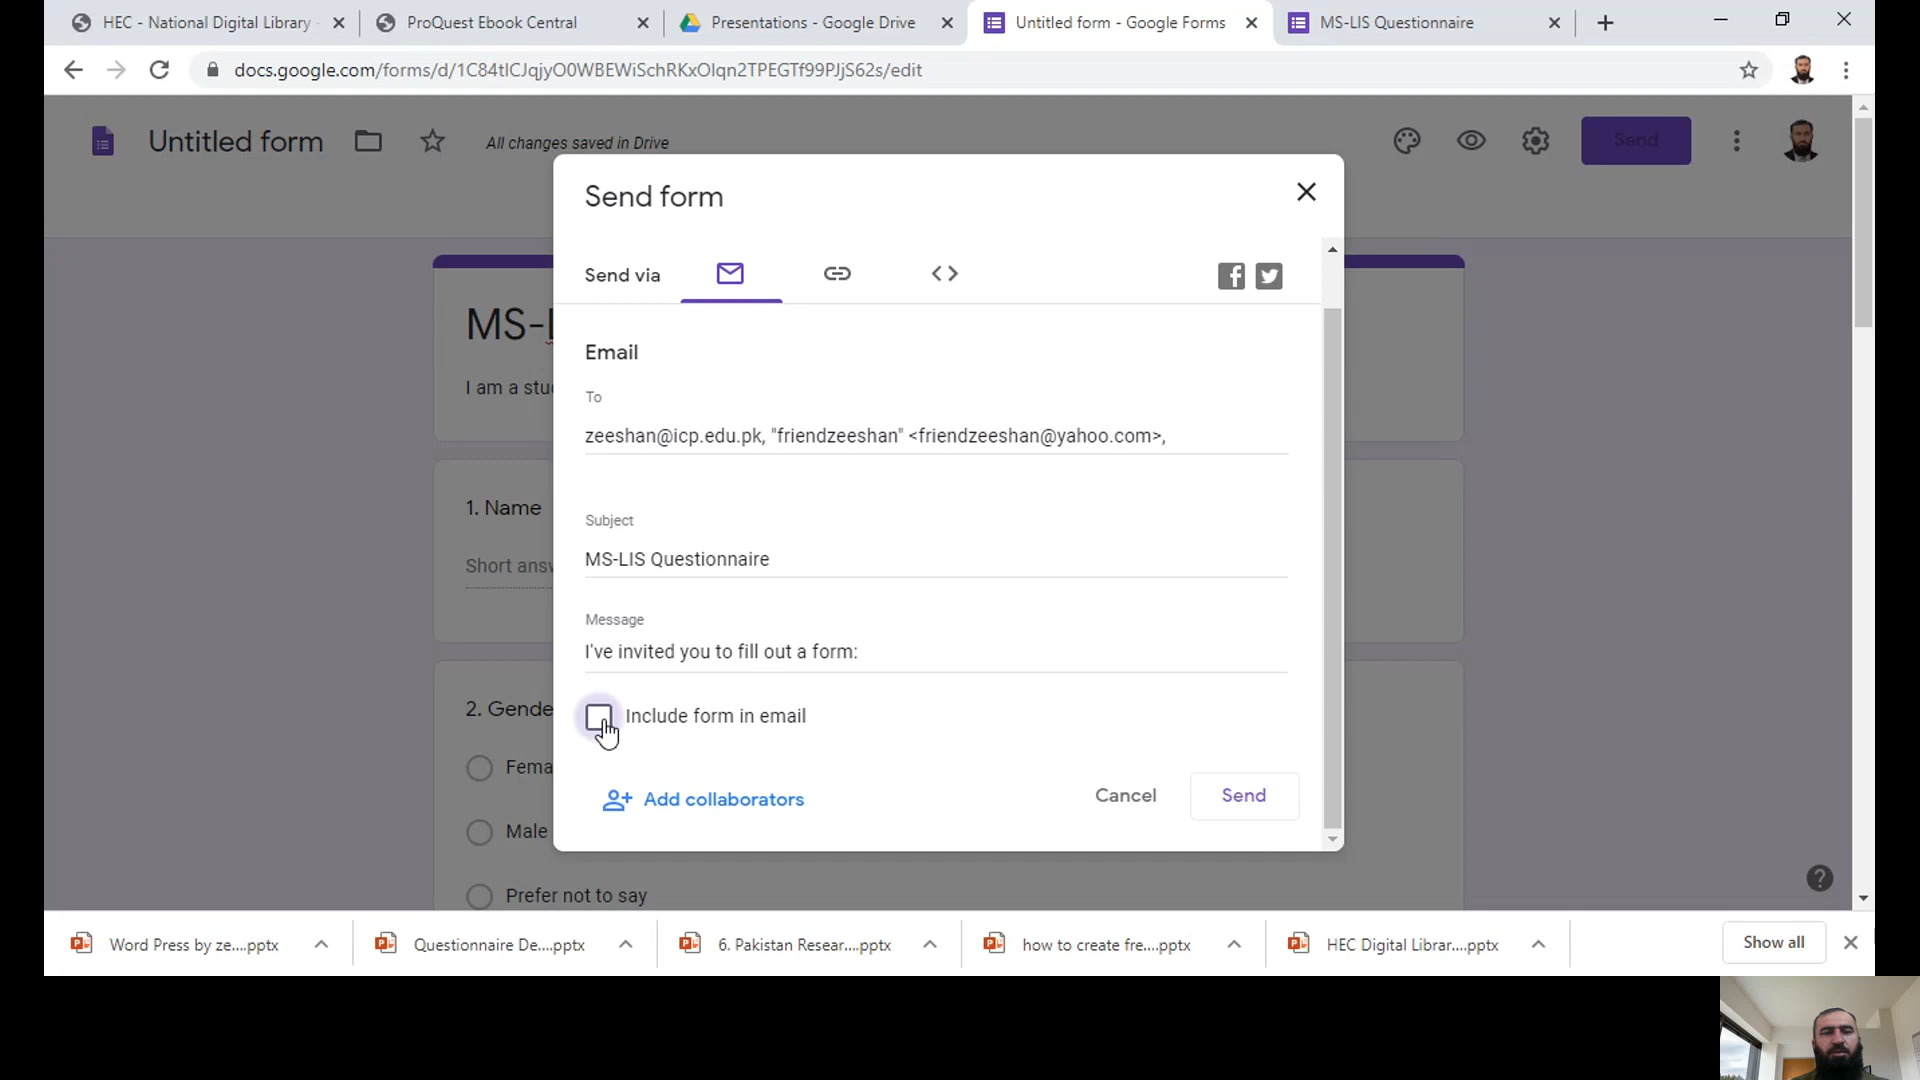 HEC - National Digital Library
ProQuest Ebook Central
Presentations - Google Drive
Untitled form - Google Forms
MS-LIS Questionnaire
docs.google.com/forms/d/1C84tlCJqjyO0WBEWiSchRKxOlqn2TPEGTf99PJjS62s/edit
Untitled form
All changes saved in Drive
Send
Send form
Send via
MS-L
I am a stud
Email
To
zeeshan@icp.edu.pk, "friendzeeshan" <friendzeeshan@yahoo.com>,
1. Name
Short answ
Subject
MS-LIS Questionnaire
Message
I've invited you to fill out a form:
2. Gende
Include form in email
Fema
Add collaborators
Cancel
Send
Male
Prefer not to say
Word Press by ze....pptx
Questionnaire De....pptx
6. Pakistan Resear....pptx
how to create fre....pptx
HEC Digital Librar....pptx
Show all